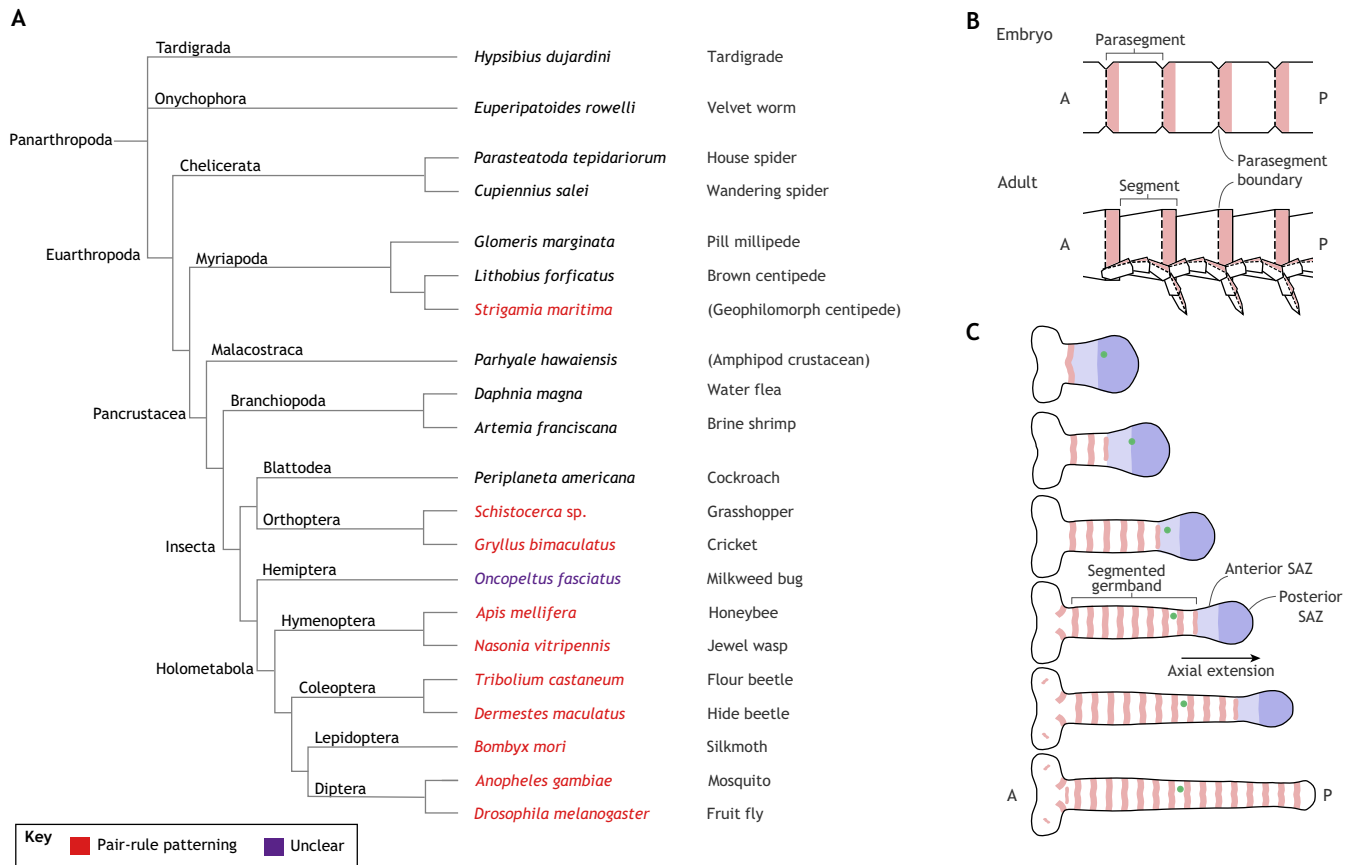 A
Tardigrada
Hypsibius dujardini Tardigrade
Onychophora
Euperipatoides rowelli Velvet worm
Panarthropoda
Chelicerata
Parasteatoda tepidariorum House spider
Cupiennius salei Wandering spider
Euarthropoda
Myriapoda
Glomeris marginata Pill millipede
Lithobius forficatus Brown centipede
Strigamia maritima (Geophilomorph centipede)
Malacostraca
Parhyale hawaiensis (Amphipod crustacean)
Pancrustacea
Branchiopoda
Daphnia magna Water flea
Artemia franciscana Brine shrimp
Blattodea
Periplaneta americana Cockroach
Orthoptera
Schistocerca sp. Grasshopper
Gryllus bimaculatus Cricket
Insecta
Hemiptera
Oncopeltus fasciatus Milkweed bug
Hymenoptera
Apis mellifera Honeybee
Nasonia vitripennis Jewel wasp
Holometabola
Coleoptera
Tribolium castaneum Flour beetle
Dermestes maculatus Hide beetle
Lepidoptera
Bombyx mori Silkmoth
Diptera
Anopheles gambiae Mosquito
Drosophila melanogaster Fruit fly
Key
Pair-rule patterning
Unclear
B
Embryo
Parasegment
A
P
Parasegment
boundary
Adult
Segment
A
P
C
Segmented
germband
Anterior SAZ
Posterior
SAZ
Axial extension
A
P